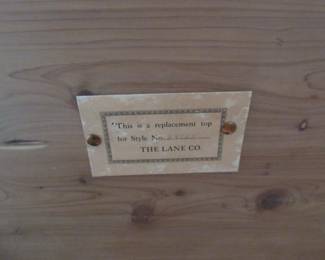 "This is a replacement top
for Style No.
THE LANE CO.